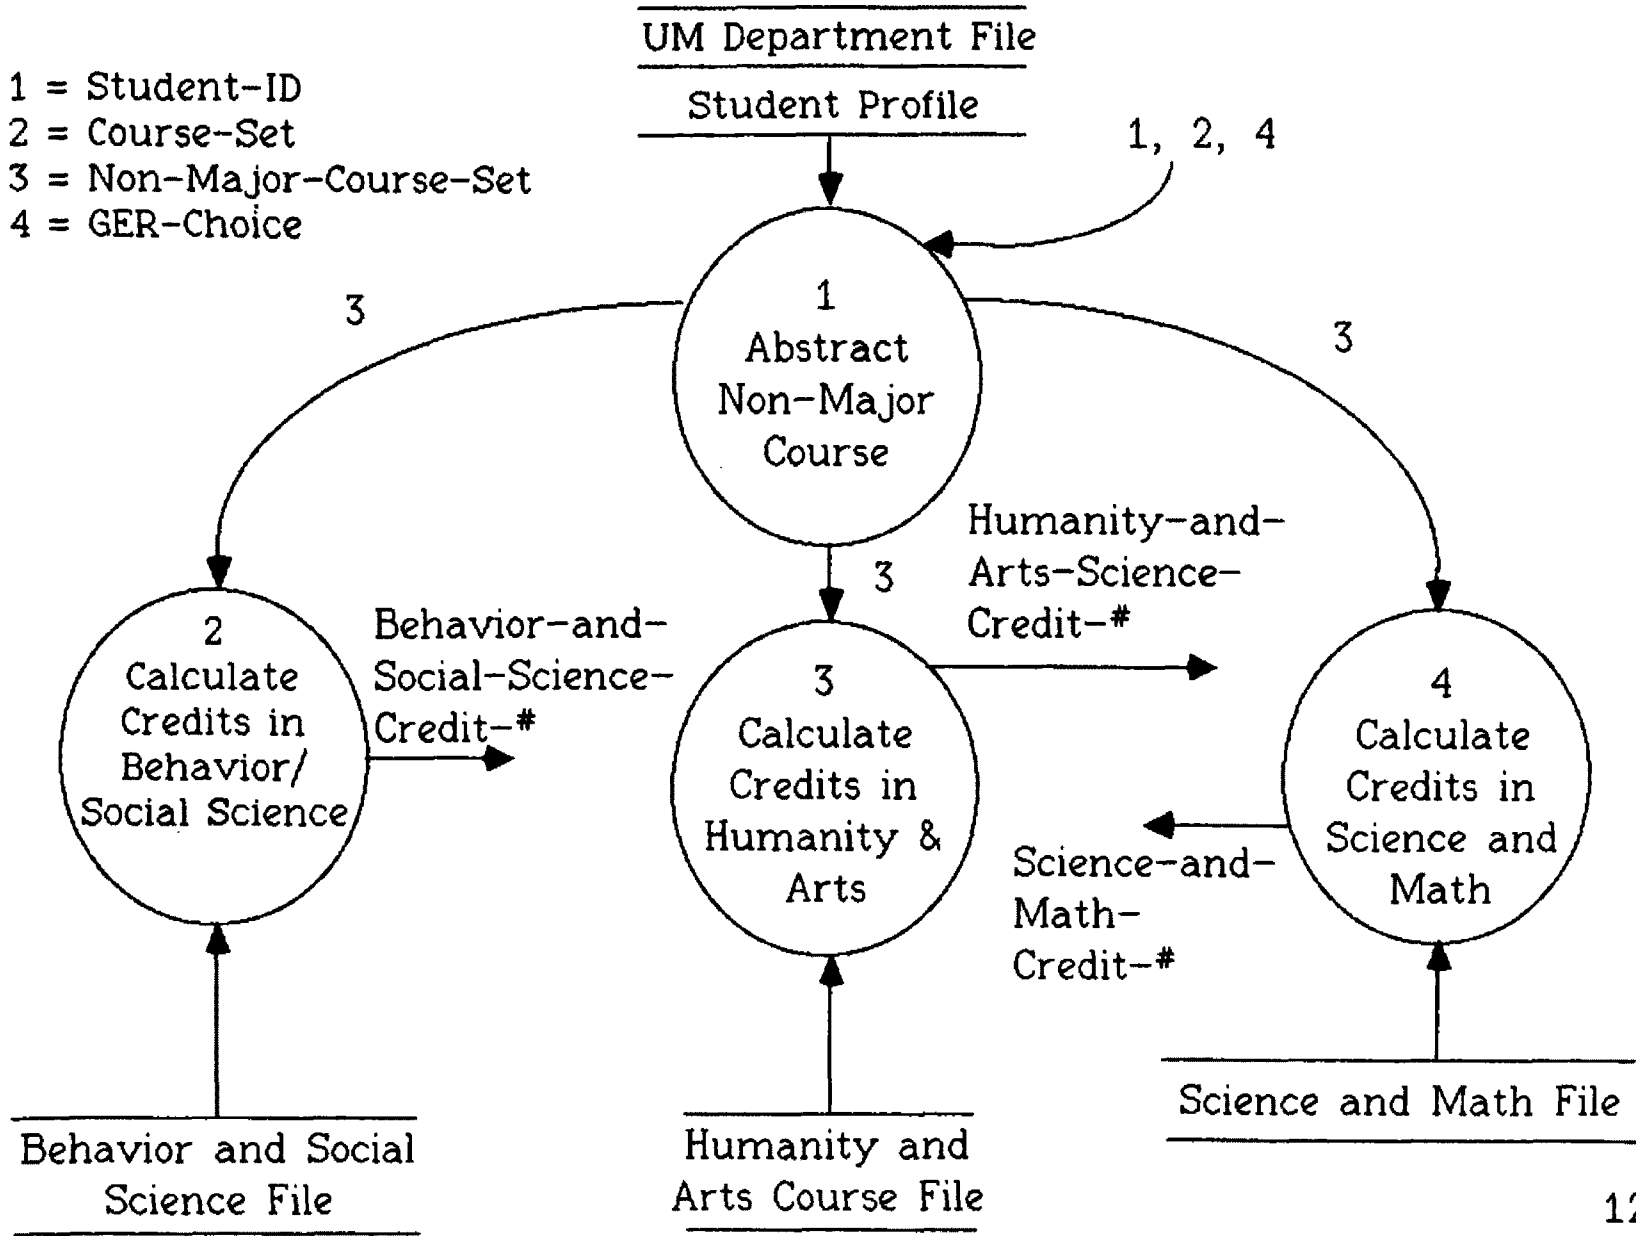 UM Department File
Student Profile
1 = Student-ID
2 = Course-Set
3 = Non-Major-Course-Set
4 = GER-Choice
1, 2, 4
3
3
1
Abstract
Non-Major
Course
3
Humanity-and-
Arts-Science-
Credit-#
2
Calculate
Credits in
Behavior/
Social Science
Behavior-and-
Social-Science-
Credit-#
3
Calculate
Credits in
Humanity &
Arts
4
Calculate
Credits in
Science and
Math
Science-and-
Math-
Credit-#
Behavior and Social
Science File
Humanity and
Arts Course File
Science and Math File
12